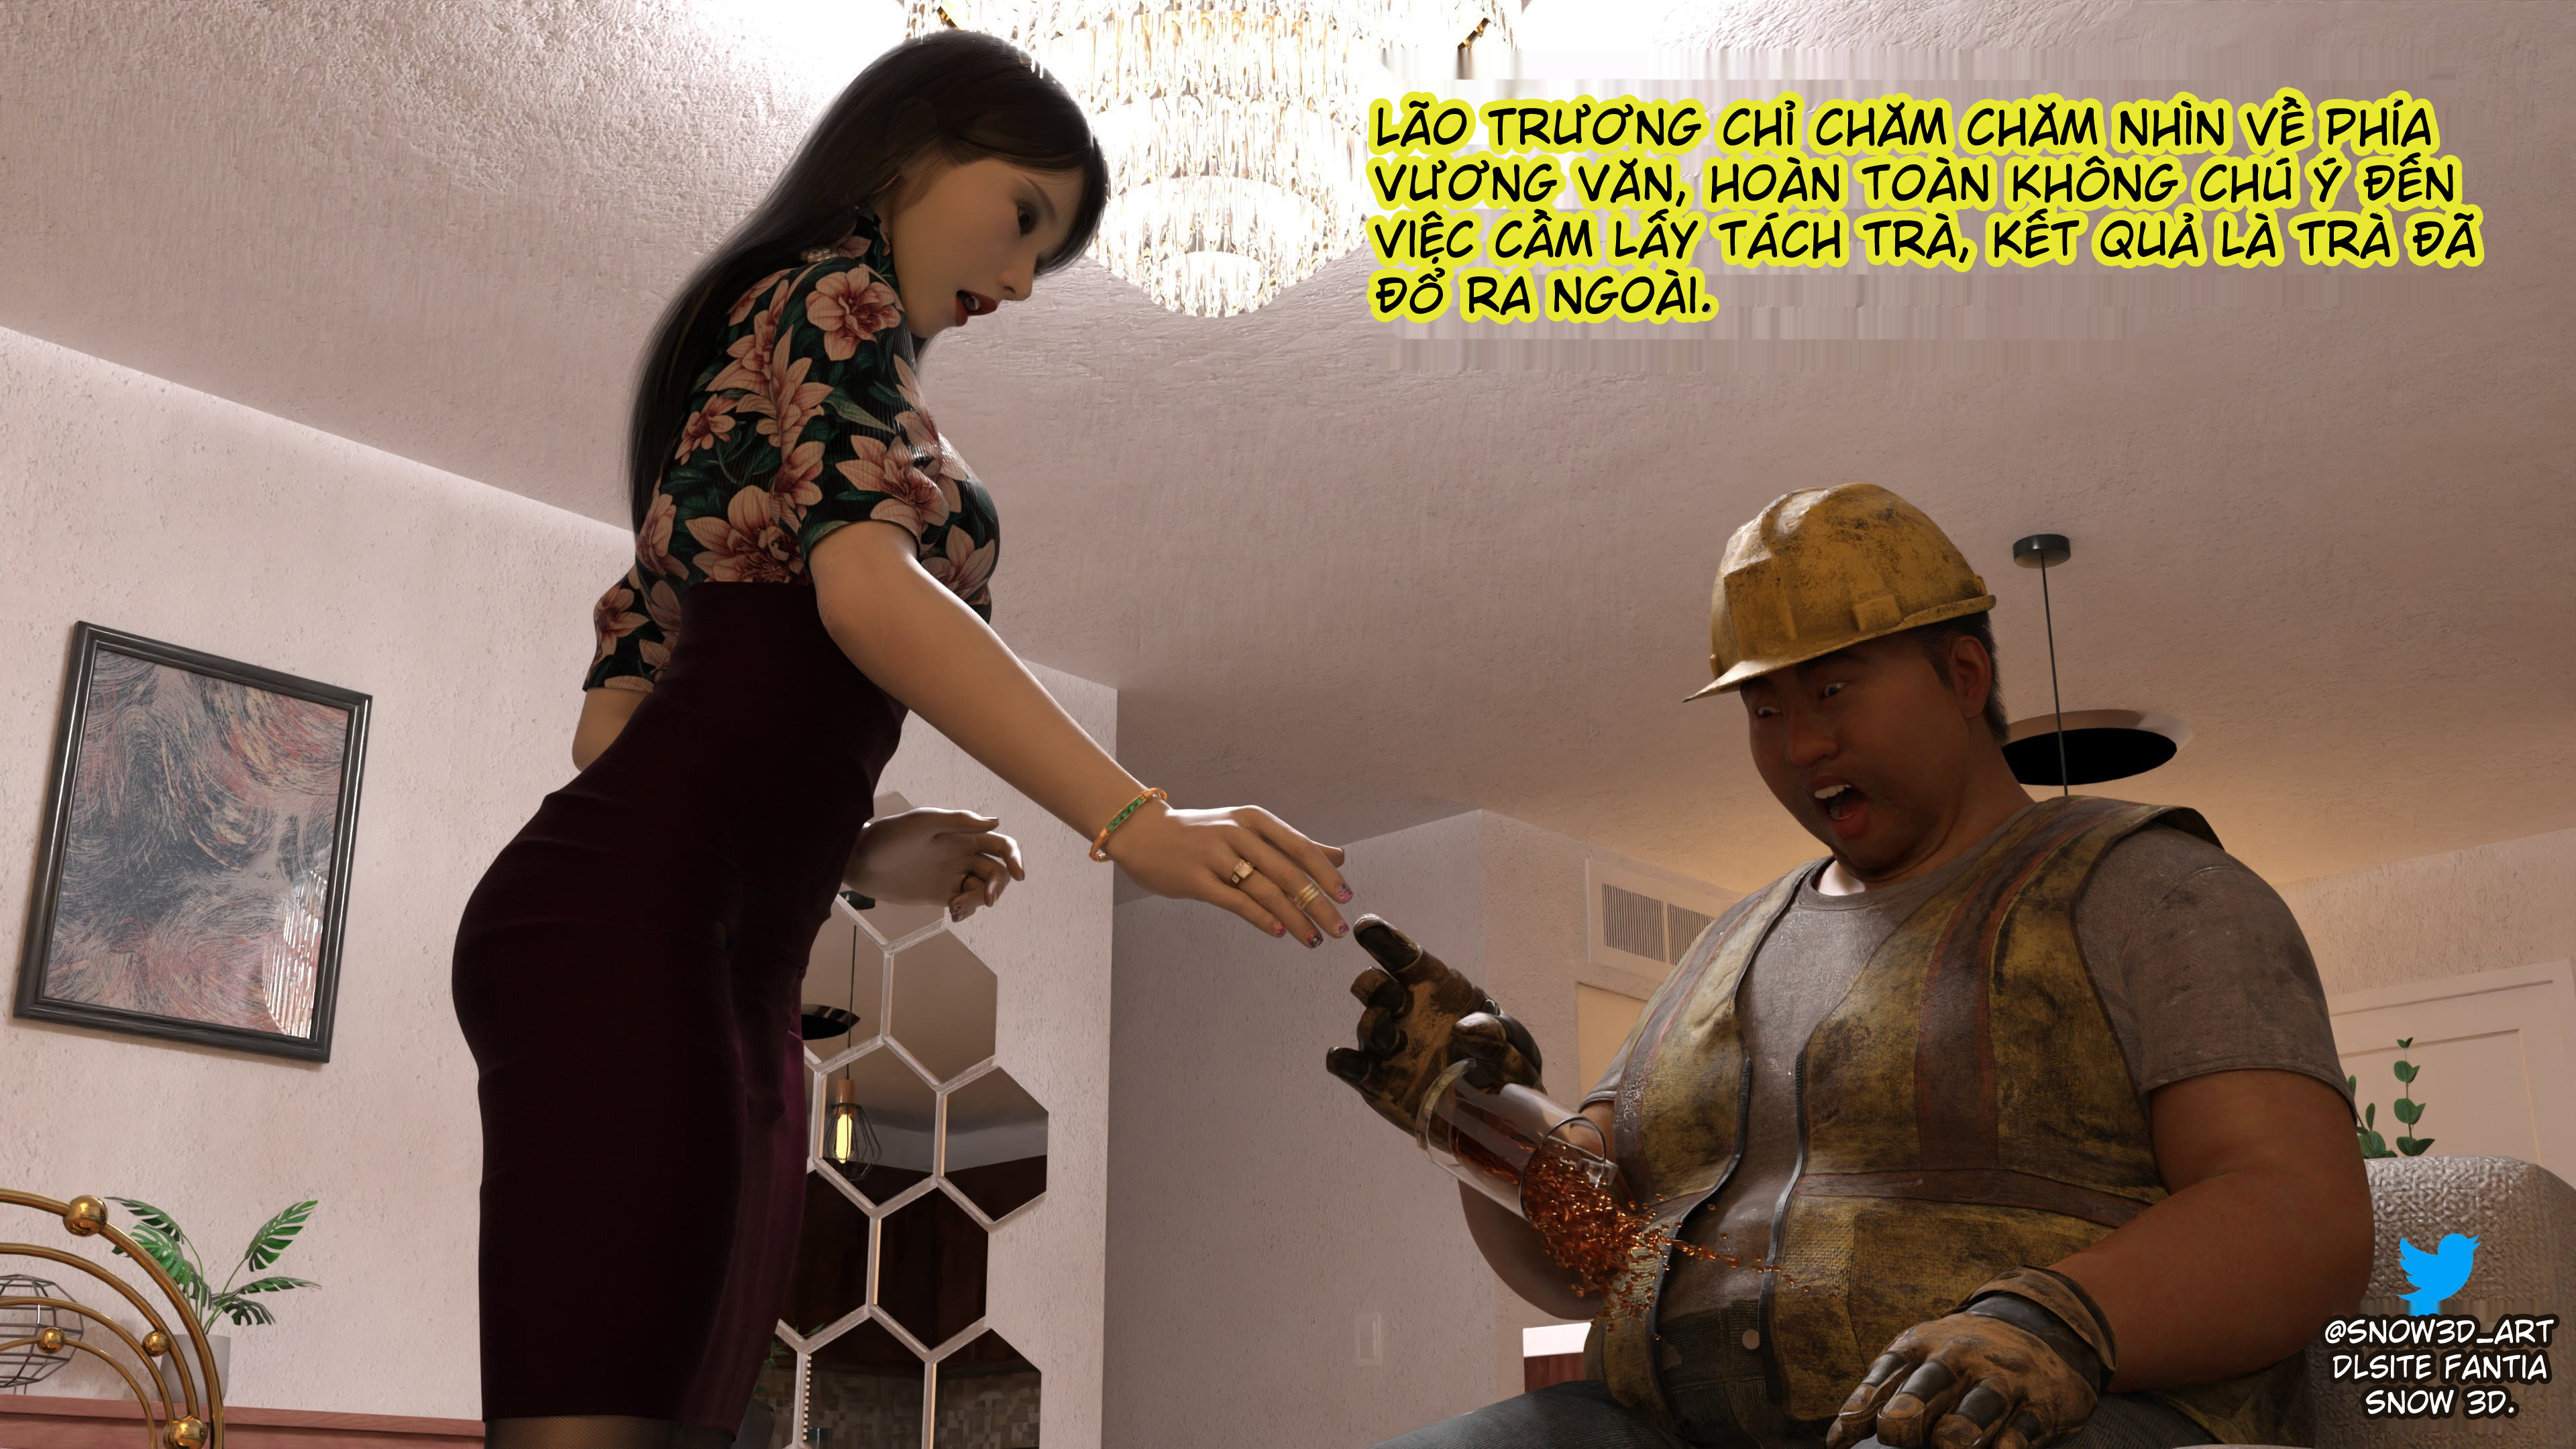 LÃO TRƯƠNG CHỈ CHĂM CHĂM NHÌN VỀ PHÍA
VƯƠNG VĂN, HOÀN TOÀN KHÔNG CHÚ Ý ĐẾN
VIỆC CẦM LẤY TÁCH TRÀ, KẾT QUẢ LÀ TRÀ ĐÃ
ĐỔ RA NGOÀI.
@SNOW3D_ART
DLSITE FANTIA
SNOW 3D.